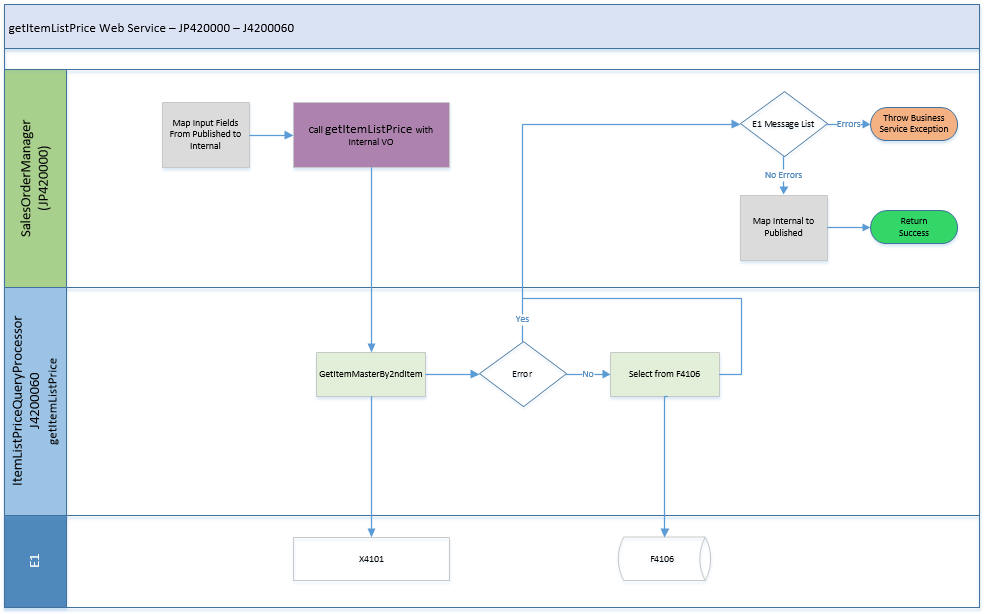 getItemListPrice Web Service – JP420000 – J4200060
SalesOrderManager
(JP420000)
Map Input Fields
From Published to
Internal
Call getItemListPrice with
Internal VO
E1 Message List
Errors
Throw Business
Service Exception
No Errors
Map Internal to
Published
Return
Success
ItemListPriceQueryProcessor
J4200060
getItemListPrice
Yes
GetItemMasterBy2ndItem
Error
No
Select from F4106
E1
X4101
F4106